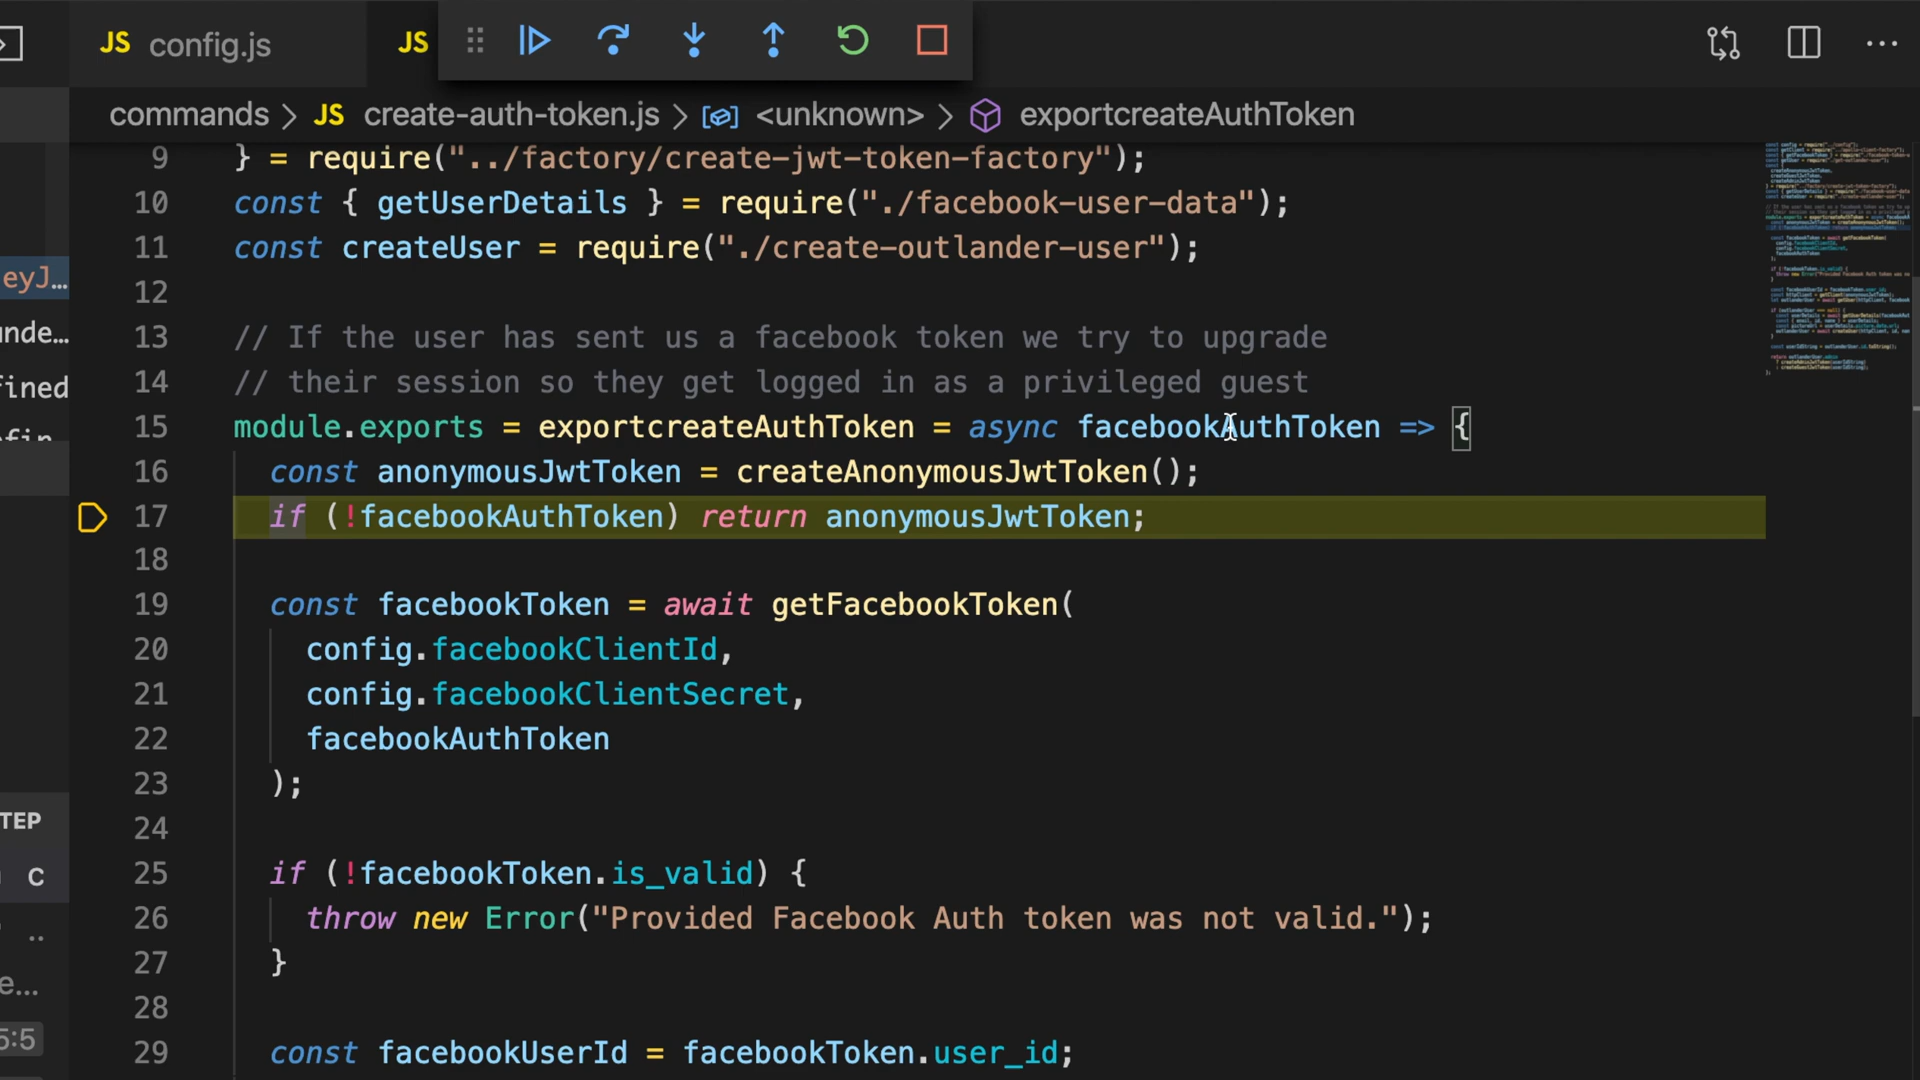 JS config.js
JS
commands > JS create-auth-token.js > <unknown> > exportcreateAuthToken
9 } = require("../factory/create-jwt-token-factory");
10 const { getUserDetails } = require("./facebook-user-data");
11 const createUser = require("./create-outlander-user");
12
13 // If the user has sent us a facebook token we try to upgrade
14 // their session so they get logged in as a privileged guest
15 module.exports = exportcreateAuthToken = async facebookAuthToken => {
16 const anonymousJwtToken = createAnonymousJwtToken();
17 if (!facebookAuthToken) return anonymousJwtToken;
18
19 const facebookToken = await getFacebookToken(
20 config.facebookClientId,
21 config.facebookClientSecret,
22 facebookAuthToken
23 );
24
25 if (!facebookToken.is_valid) {
26 throw new Error("Provided Facebook Auth token was not valid.");
27 }
28
29 const facebookUserId = facebookToken.user_id;
eyJ…
unde…
fined
TEP
C
..
e…
5:5